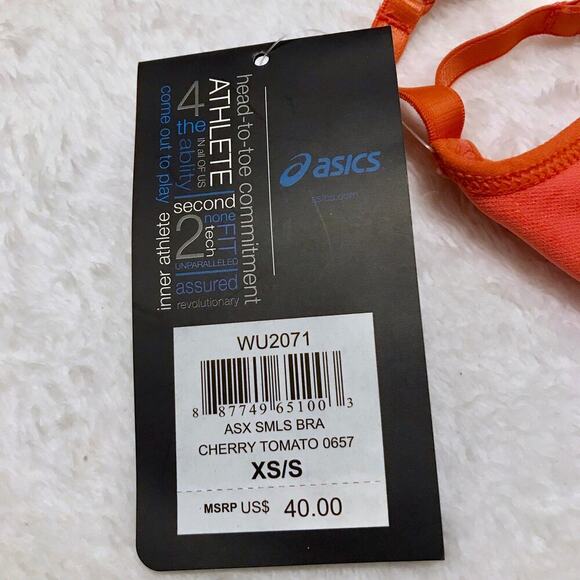 come out to play
4
the ability
IN all OF US
ATHLETE
head-to-toe commitment
inner athlete
second
2
none
tech
FIT
UNPARALLELED
assured
revolutionary
asics
asics.com
WU2071
8 87749 65100 3
ASX SMLS BRA
CHERRY TOMATO 0657
XS/S
MSRP US$ 40.00